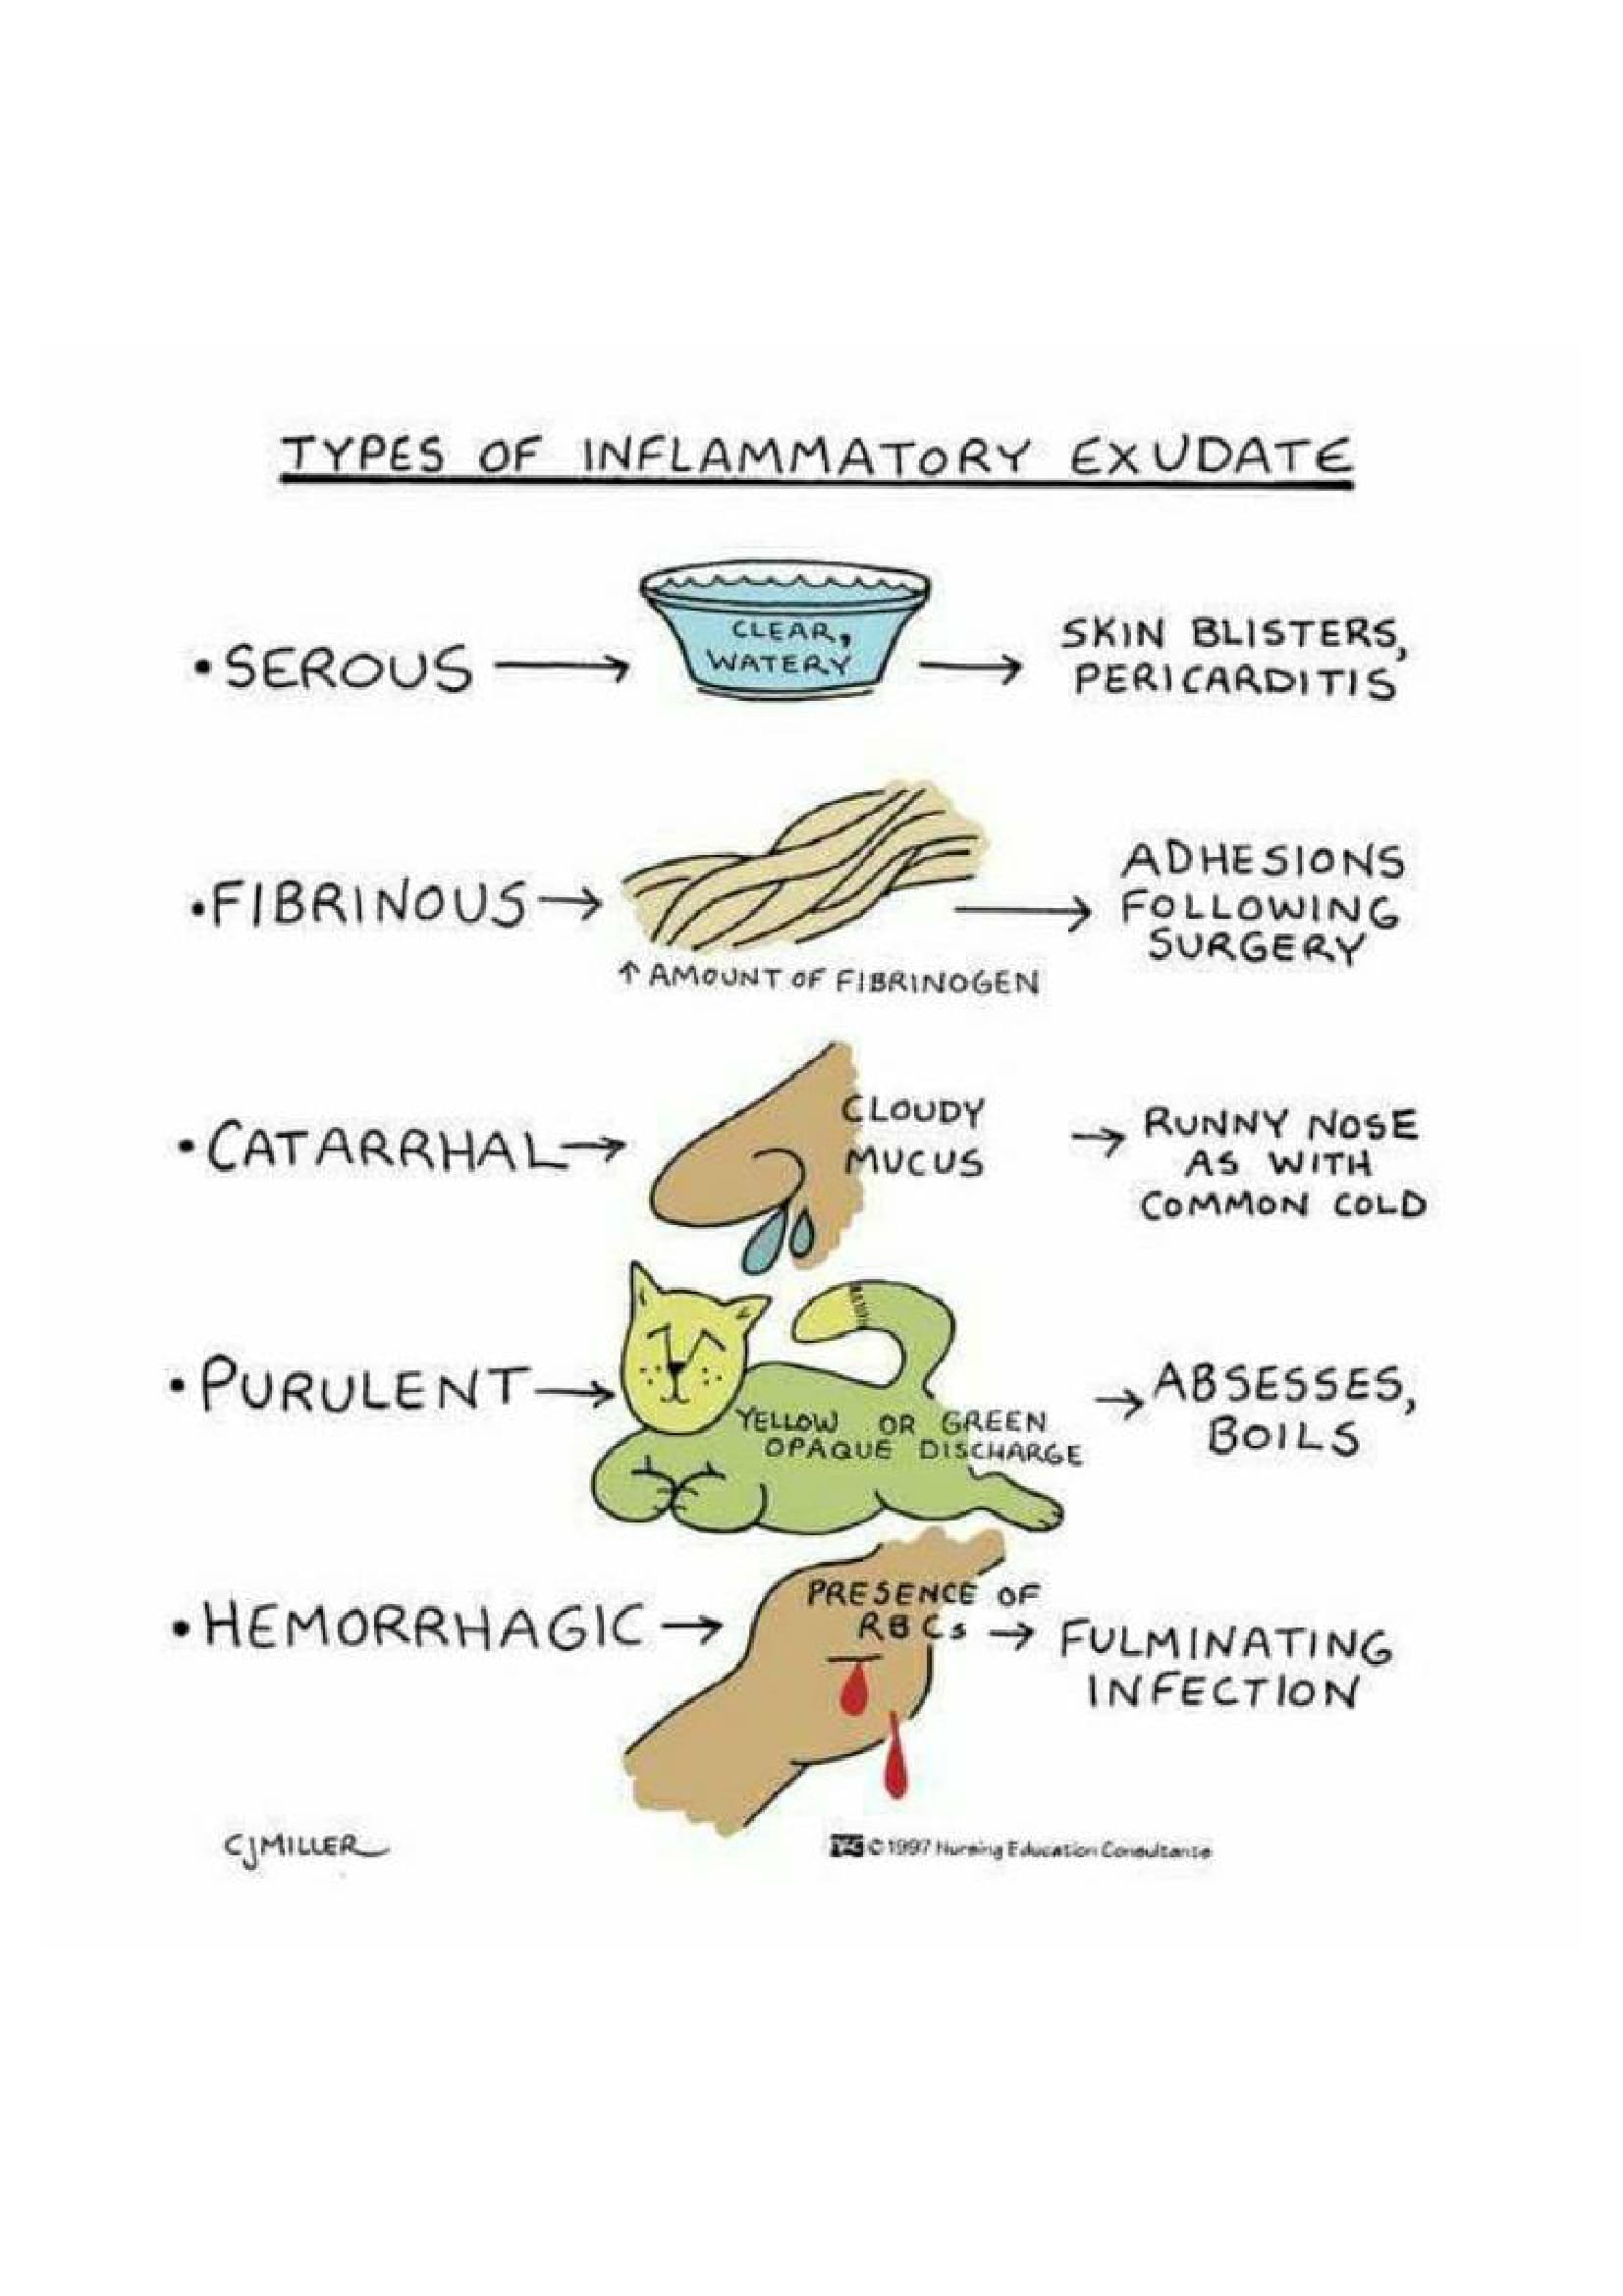 TYPES OF INFLAMMATORY EXUDATE
• SEROUS → CLEAR,
WATERY → SKIN BLISTERS,
PERICARDITIS
• FIBRINOUS → ↑ AMOUNT OF FIBRINOGEN → ADHESIONS
FOLLOWING
SURGERY
• CATARRHAL → CLOUDY
MUCUS → RUNNY NOSE
AS WITH
COMMON COLD
• PURULENT → YELLOW OR GREEN
OPAQUE DISCHARGE → ABSESSES,
BOILS
• HEMORRHAGIC → PRESENCE OF
RBCs → FULMINATING
INFECTION
CJMILLER
© 1997 Nursing Education Consultants